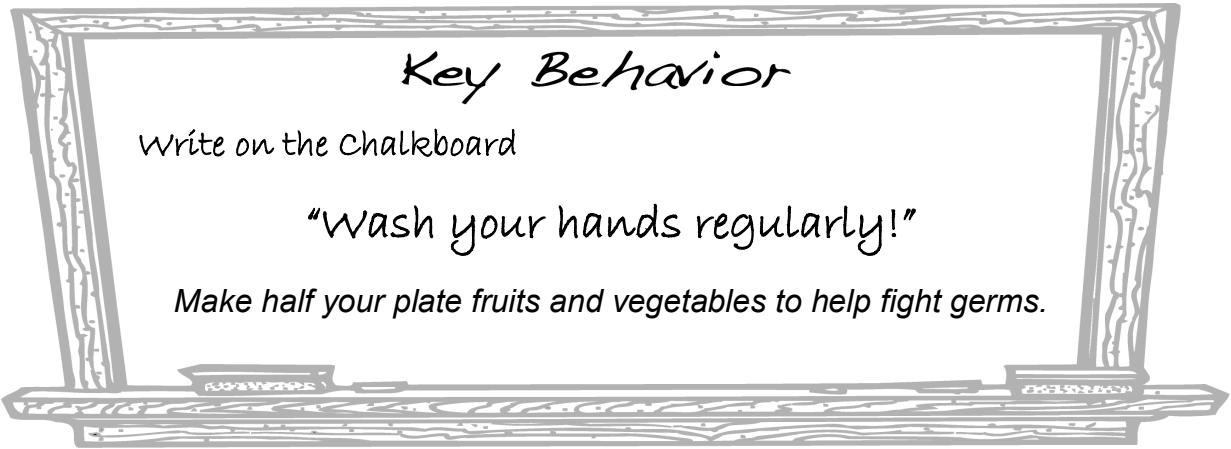 Key Behavior
Write on the Chalkboard
“Wash your hands regularly!”
Make half your plate fruits and vegetables to help fight germs.